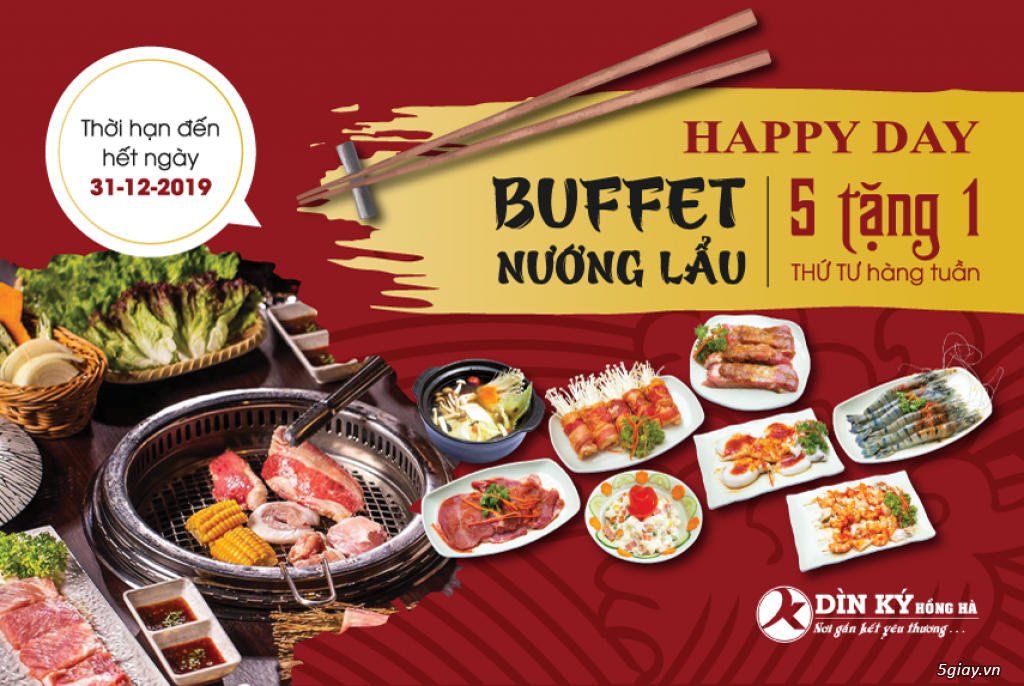 Thời hạn đến
hết ngày
31-12-2019
HAPPY DAY
BUFFET
NƯỚNG LẨU
5 tặng 1
THỨ TƯ hàng tuần
DÌN KÝ HỒNG HÀ
Nơi gắn kết yêu thương...
5giay.vn